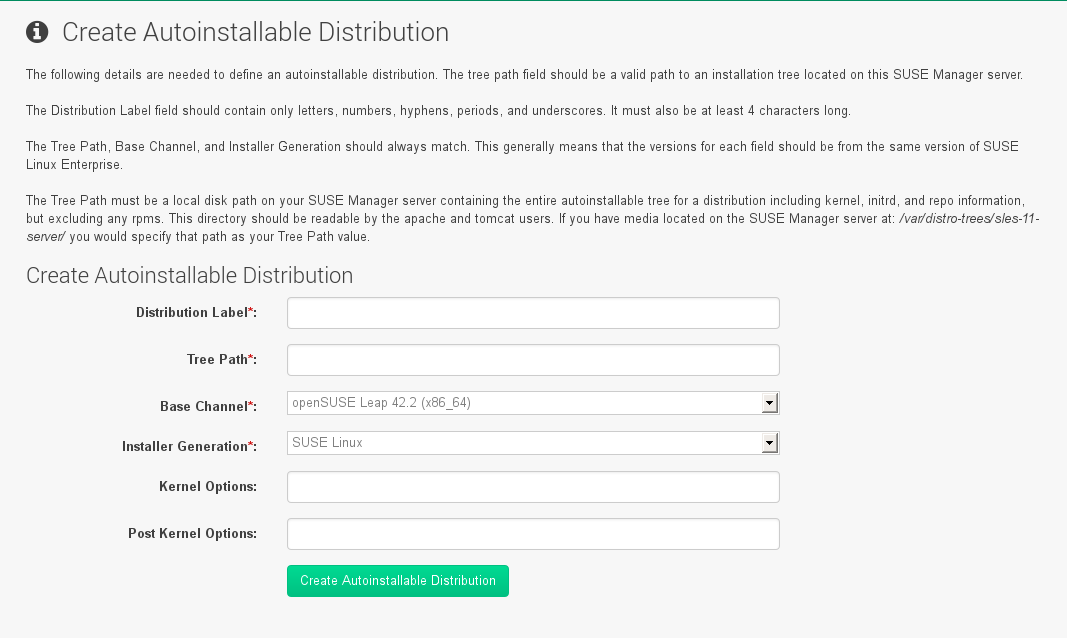 Create Autoinstallable Distribution
The following details are needed to define an autoinstallable distribution. The tree path field should be a valid path to an installation tree located on this SUSE Manager server.
The Distribution Label field should contain only letters, numbers, hyphens, periods, and underscores. It must also be at least 4 characters long.
The Tree Path, Base Channel, and Installer Generation should always match. This generally means that the versions for each field should be from the same version of SUSE
Linux Enterprise.
The Tree Path must be a local disk path on your SUSE Manager server containing the entire autoinstallable tree for a distribution including kernel, initrd, and repo information,
but excluding any rpms. This directory should be readable by the apache and tomcat users. If you have media located on the SUSE Manager server at: /var/distro-trees/sles-11-
server/ you would specify that path as your Tree Path value.
Create Autoinstallable Distribution
Distribution Label*:
Tree Path*:
Base Channel*: openSUSE Leap 42.2 (x86_64)
Installer Generation*: SUSE Linux
Kernel Options:
Post Kernel Options:
Create Autoinstallable Distribution